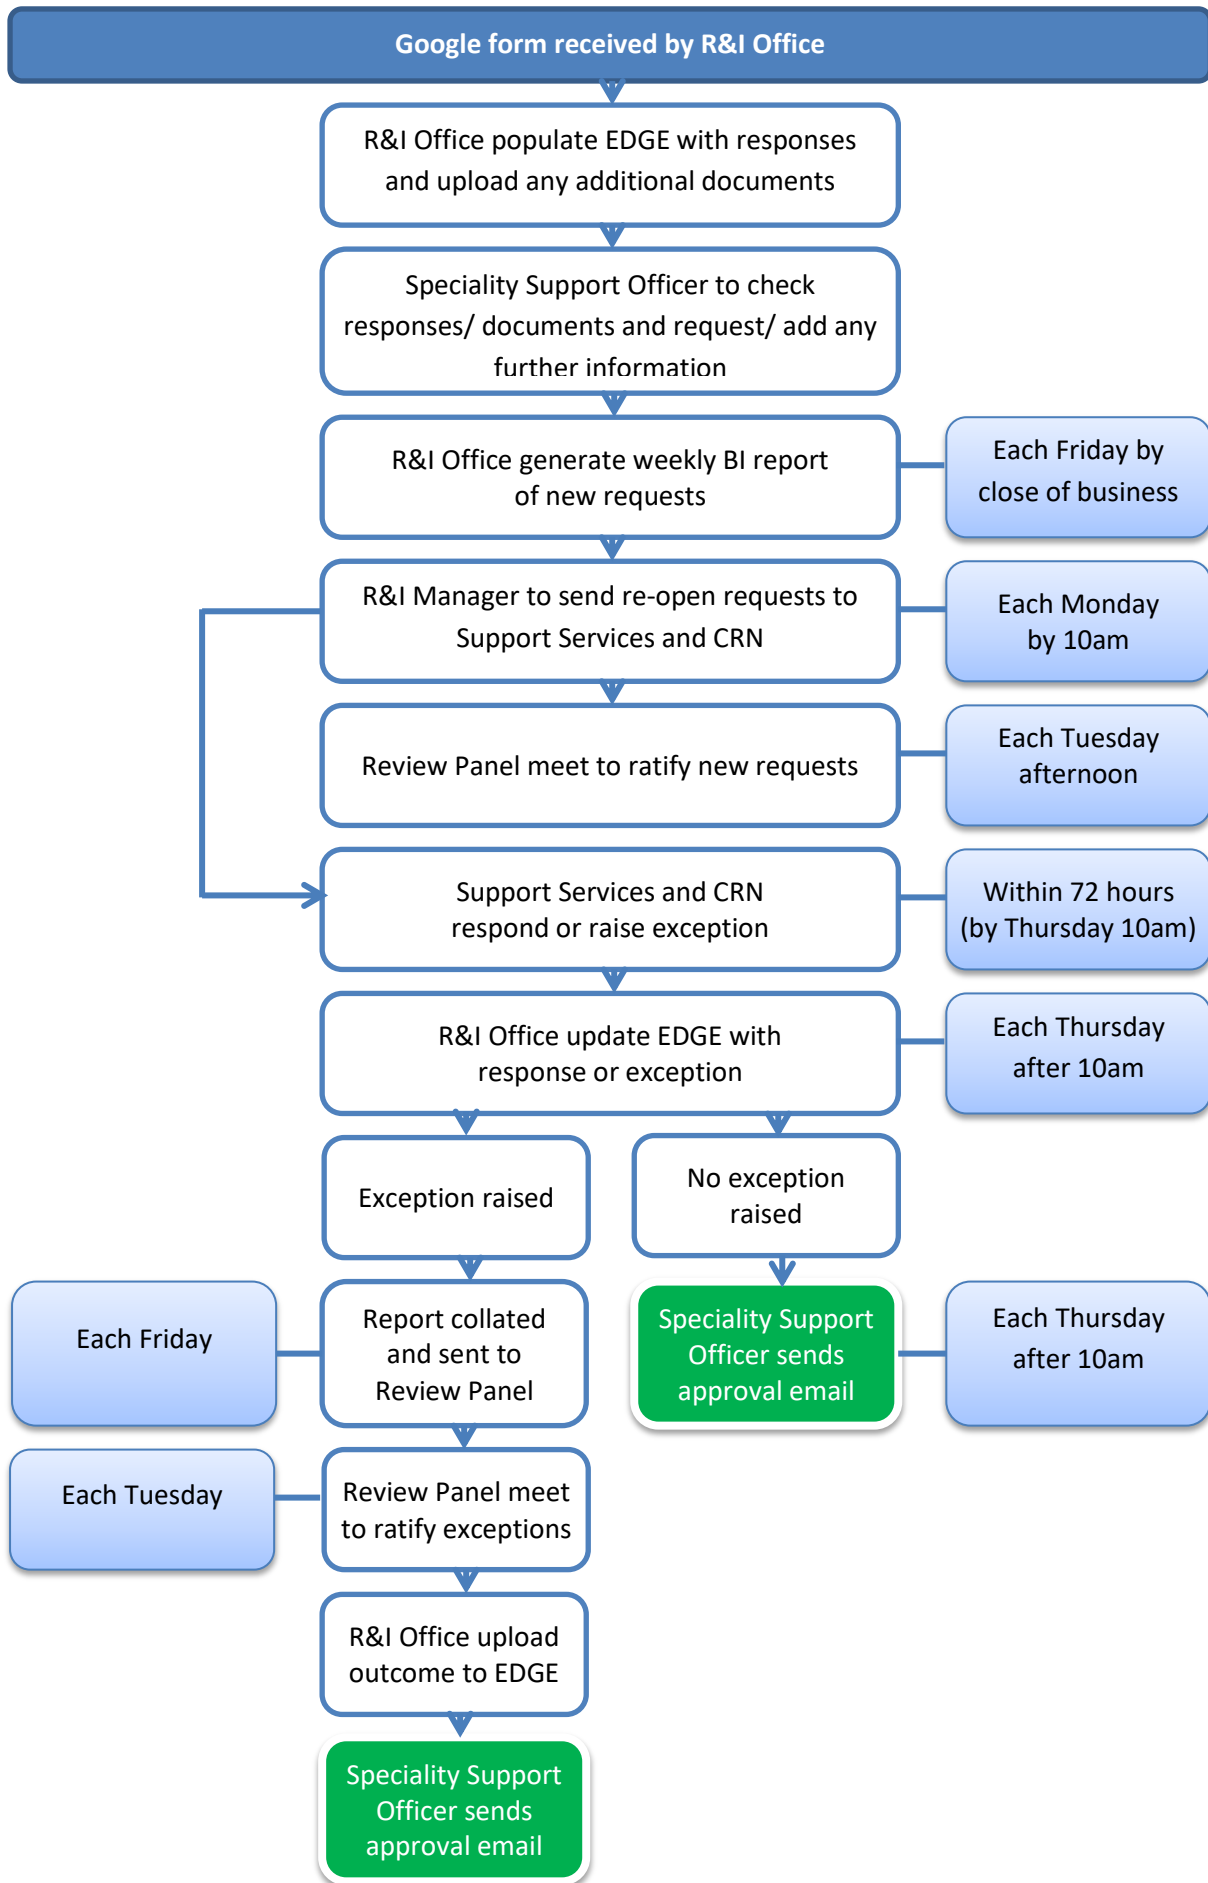 Google form received by R&I Office
R&I Office populate EDGE with responses
and upload any additional documents
Speciality Support Officer to check
responses/ documents and request/ add any
further information
R&I Office generate weekly BI report
of new requests
Each Friday by
close of business
R&I Manager to send re-open requests to
Support Services and CRN
Each Monday
by 10am
Review Panel meet to ratify new requests
Each Tuesday
afternoon
Support Services and CRN
respond or raise exception
Within 72 hours
(by Thursday 10am)
R&I Office update EDGE with
response or exception
Each Thursday
after 10am
Exception raised
No exception
raised
Each Friday
Report collated
and sent to
Review Panel
Speciality Support
Officer sends
approval email
Each Thursday
after 10am
Each Tuesday
Review Panel meet
to ratify exceptions
R&I Office upload
outcome to EDGE
Speciality Support
Officer sends
approval email